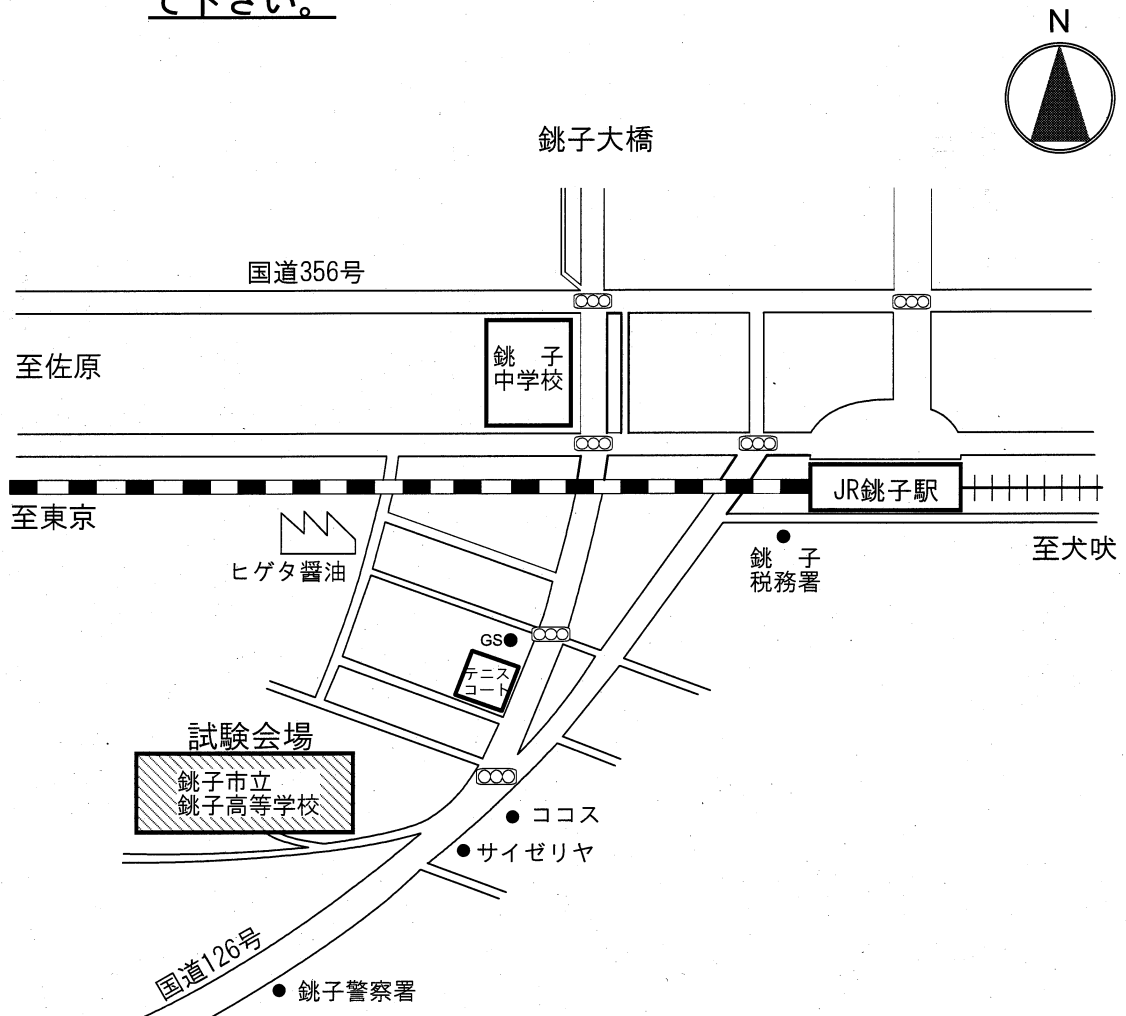 て下さい。
N
銚子大橋
国道356号
至佐原
銚　子
中学校
至東京
JR銚子駅
至犬吠
ヒゲタ醤油
銚　子
税務署
GS
テニス
コート
試験会場
銚子市立
銚子高等学校
ココス
サイゼリヤ
国道126号
銚子警察署